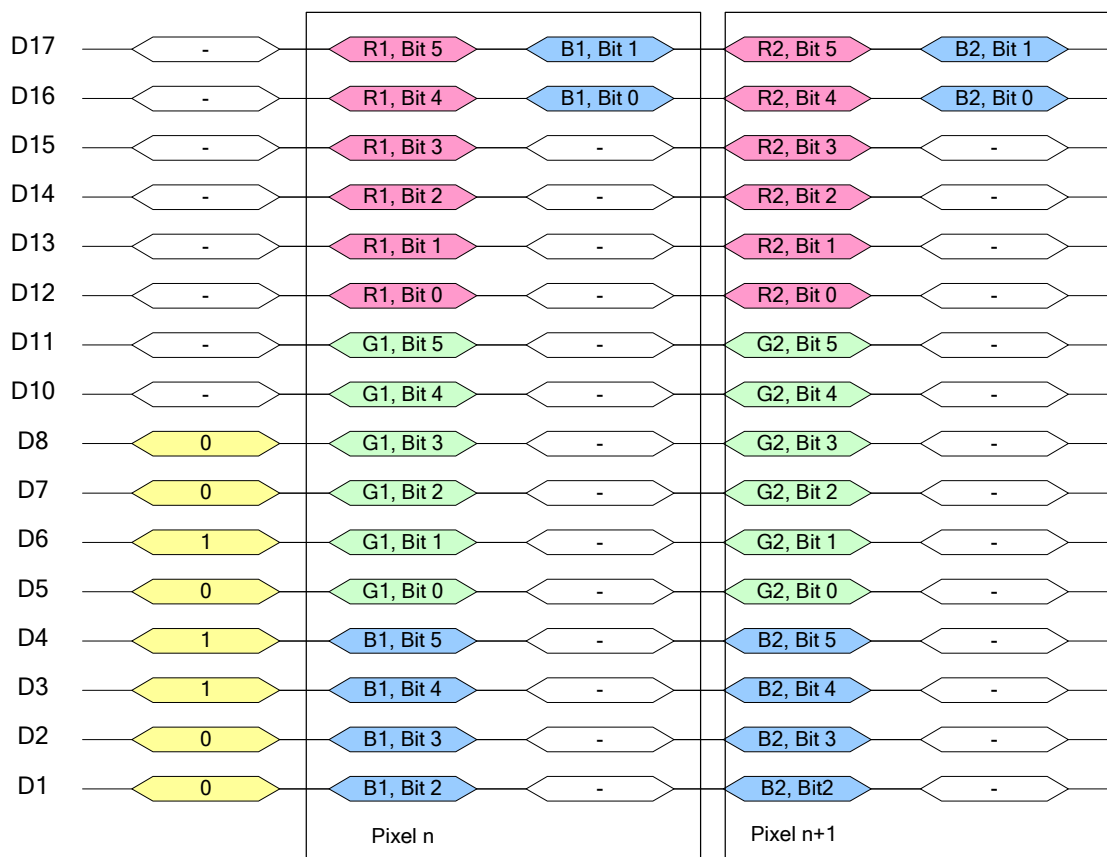 D17 - R1, Bit 5 B1, Bit 1 R2, Bit 5 B2, Bit 1
D16 - R1, Bit 4 B1, Bit 0 R2, Bit 4 B2, Bit 0
D15 - R1, Bit 3 - R2, Bit 3 -
D14 - R1, Bit 2 - R2, Bit 2 -
D13 - R1, Bit 1 - R2, Bit 1 -
D12 - R1, Bit 0 - R2, Bit 0 -
D11 - G1, Bit 5 - G2, Bit 5 -
D10 - G1, Bit 4 - G2, Bit 4 -
D8 0 G1, Bit 3 - G2, Bit 3 -
D7 0 G1, Bit 2 - G2, Bit 2 -
D6 1 G1, Bit 1 - G2, Bit 1 -
D5 0 G1, Bit 0 - G2, Bit 0 -
D4 1 B1, Bit 5 - B2, Bit 5 -
D3 1 B1, Bit 4 - B2, Bit 4 -
D2 0 B1, Bit 3 - B2, Bit 3 -
D1 0 B1, Bit 2 - B2, Bit2 -
Pixel n Pixel n+1